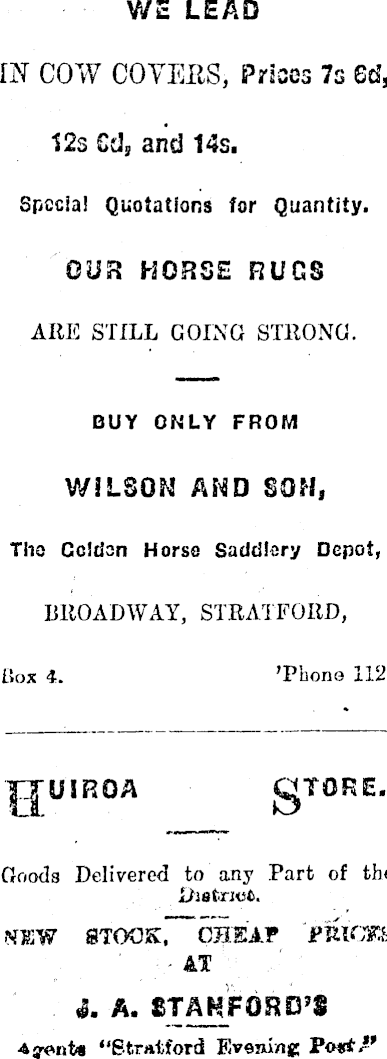 WE LEAD
IN COW COVERS, Prices 7s 6d,
12s 6d, and 14s.
Special Quotations for Quantity.
OUR HORSE RUGS
ARE STILL GOING STRONG.
BUY ONLY FROM
WILSON AND SON,
The Golden Horse Saddlery Depot,
BROADWAY, STRATFORD,
Box 4. 'Phone 112
HUIROA STORE.
Goods Delivered to any Part of the
District.
NEW STOCK, CHEAP PRICES
AT
J. A. STANFORD'S
Agents "Stratford Evening Post"